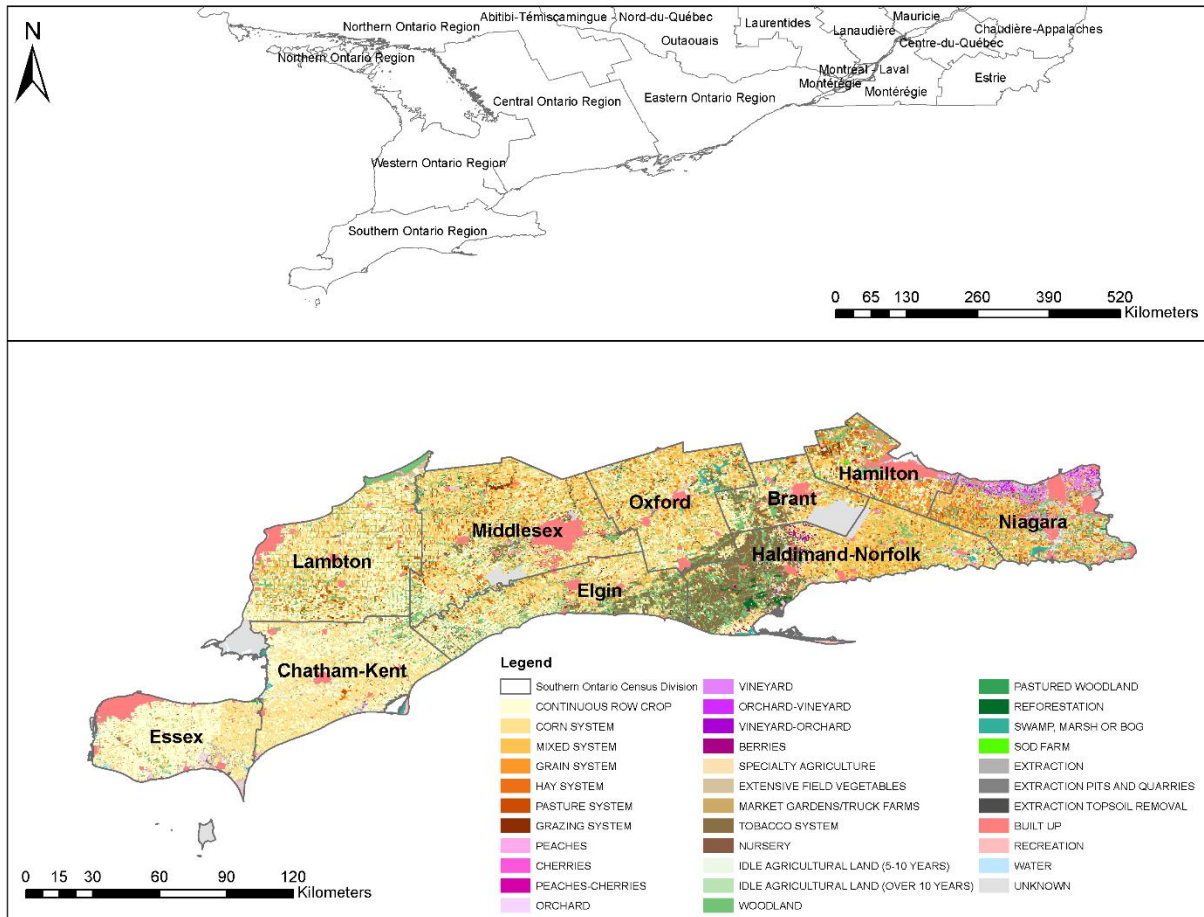 N
Northern Ontario Region
Abitibi-Témiscamingue
Nord-du-Québec
Laurentides
Mauricie
Lanaudière
Chaudière-Appalaches
Northern Ontario Region
Outaouais
Centre-du-Québec
Montréal - Laval
Central Ontario Region
Eastern Ontario Region
Montérégie
Montérégie
Estrie
Western Ontario Region
Southern Ontario Region
0 65 130 260 390 520
Kilometers
Hamilton
Oxford
Brant
Niagara
Middlesex
Haldimand-Norfolk
Lambton
Elgin
Chatham-Kent
Essex
Legend
Southern Ontario Census Division
CONTINUOUS ROW CROP
CORN SYSTEM
MIXED SYSTEM
GRAIN SYSTEM
HAY SYSTEM
PASTURE SYSTEM
GRAZING SYSTEM
PEACHES
CHERRIES
PEACHES-CHERRIES
ORCHARD
VINEYARD
ORCHARD-VINEYARD
VINEYARD-ORCHARD
BERRIES
SPECIALTY AGRICULTURE
EXTENSIVE FIELD VEGETABLES
MARKET GARDENS/TRUCK FARMS
TOBACCO SYSTEM
NURSERY
IDLE AGRICULTURAL LAND (5-10 YEARS)
IDLE AGRICULTURAL LAND (OVER 10 YEARS)
WOODLAND
PASTURED WOODLAND
REFORESTATION
SWAMP, MARSH OR BOG
SOD FARM
EXTRACTION
EXTRACTION PITS AND QUARRIES
EXTRACTION TOPSOIL REMOVAL
BUILT UP
RECREATION
WATER
UNKNOWN
0 15 30 60 90 120
Kilometers